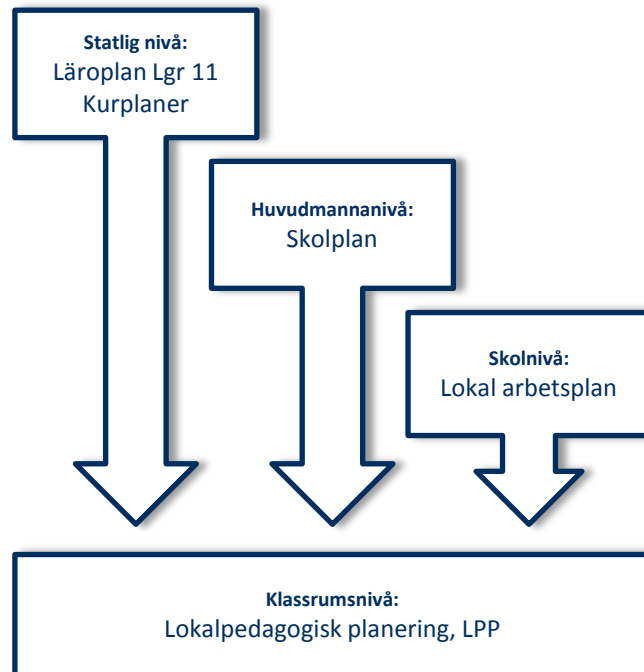 Statlig nivå:
Läroplan Lgr 11
Kurplaner
Huvudmannanivå:
Skolplan
Skolnivå:
Lokal arbetsplan
Klassrumsnivå:
Lokalpedagogisk planering, LPP